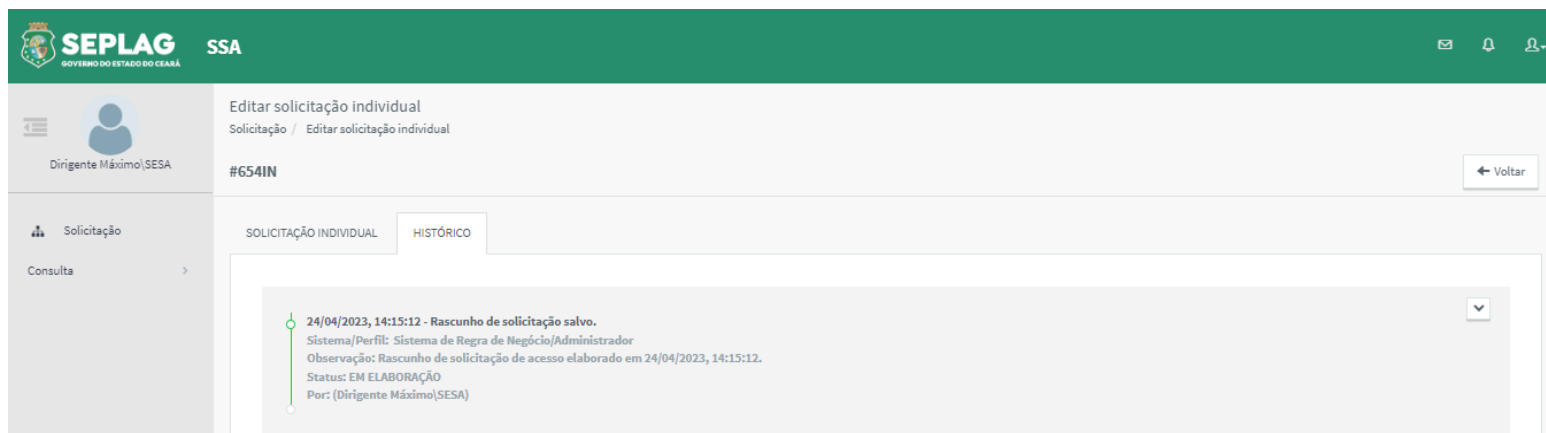 SEPLAG
GOVERNO DO ESTADO DO CEARÁ
SSA
Dirigente Máximo\SESA
Solicitação
Consulta
Editar solicitação individual
Solicitação / Editar solicitação individual
#654IN
Voltar
SOLICITAÇÃO INDIVIDUAL
HISTÓRICO
24/04/2023, 14:15:12 - Rascunho de solicitação salvo.
Sistema/Perfil: Sistema de Regra de Negócio/Administrador
Observação: Rascunho de solicitação de acesso elaborado em 24/04/2023, 14:15:12.
Status: EM ELABORAÇÃO
Por: (Dirigente Máximo\SESA)